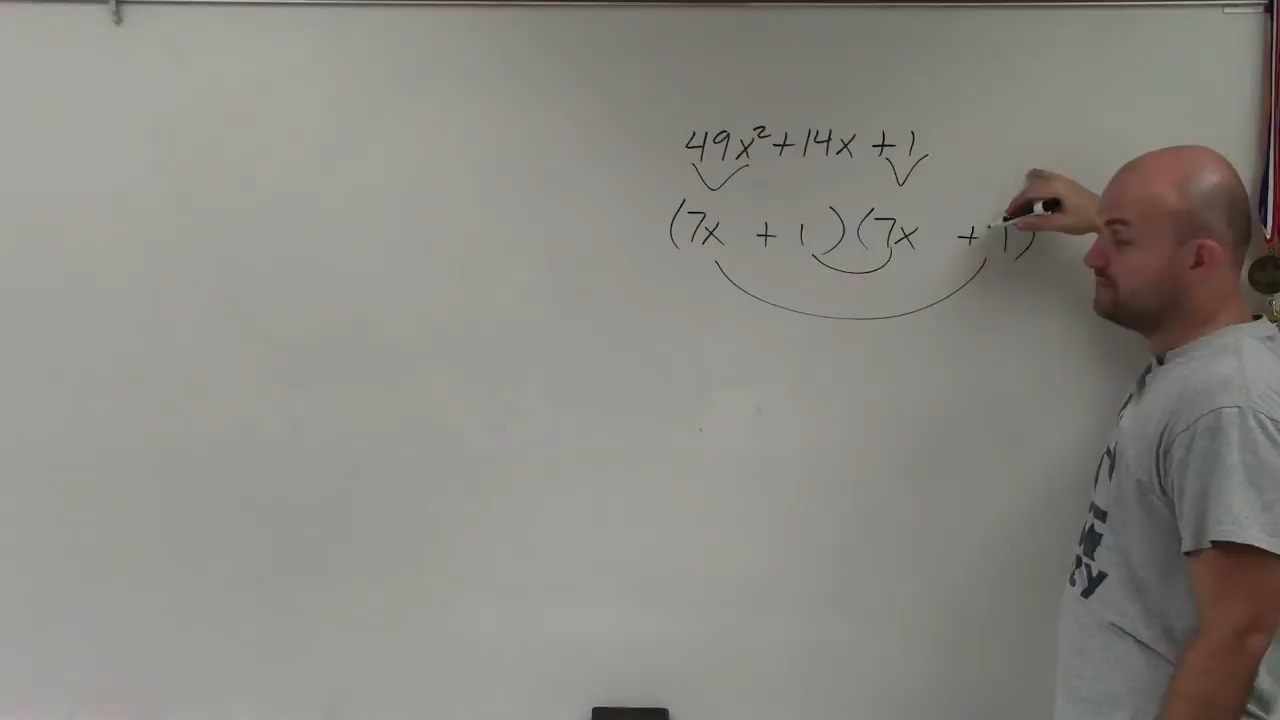 49x²+14x+1
(7x + 1)(7x + 1)